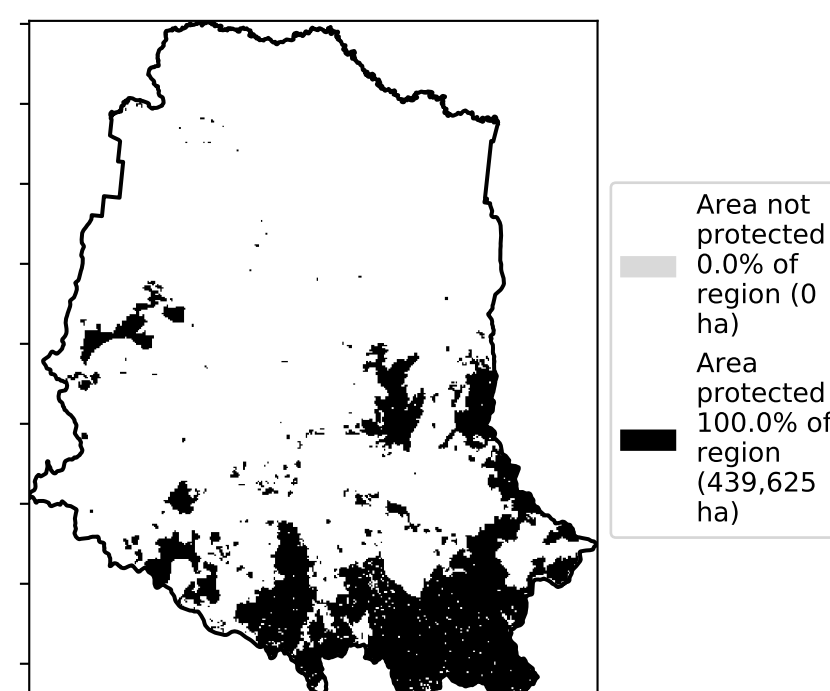 Area not
protected
0.0% of
region (0
ha)
Area
protected
100.0% of
region
(439,625
ha)